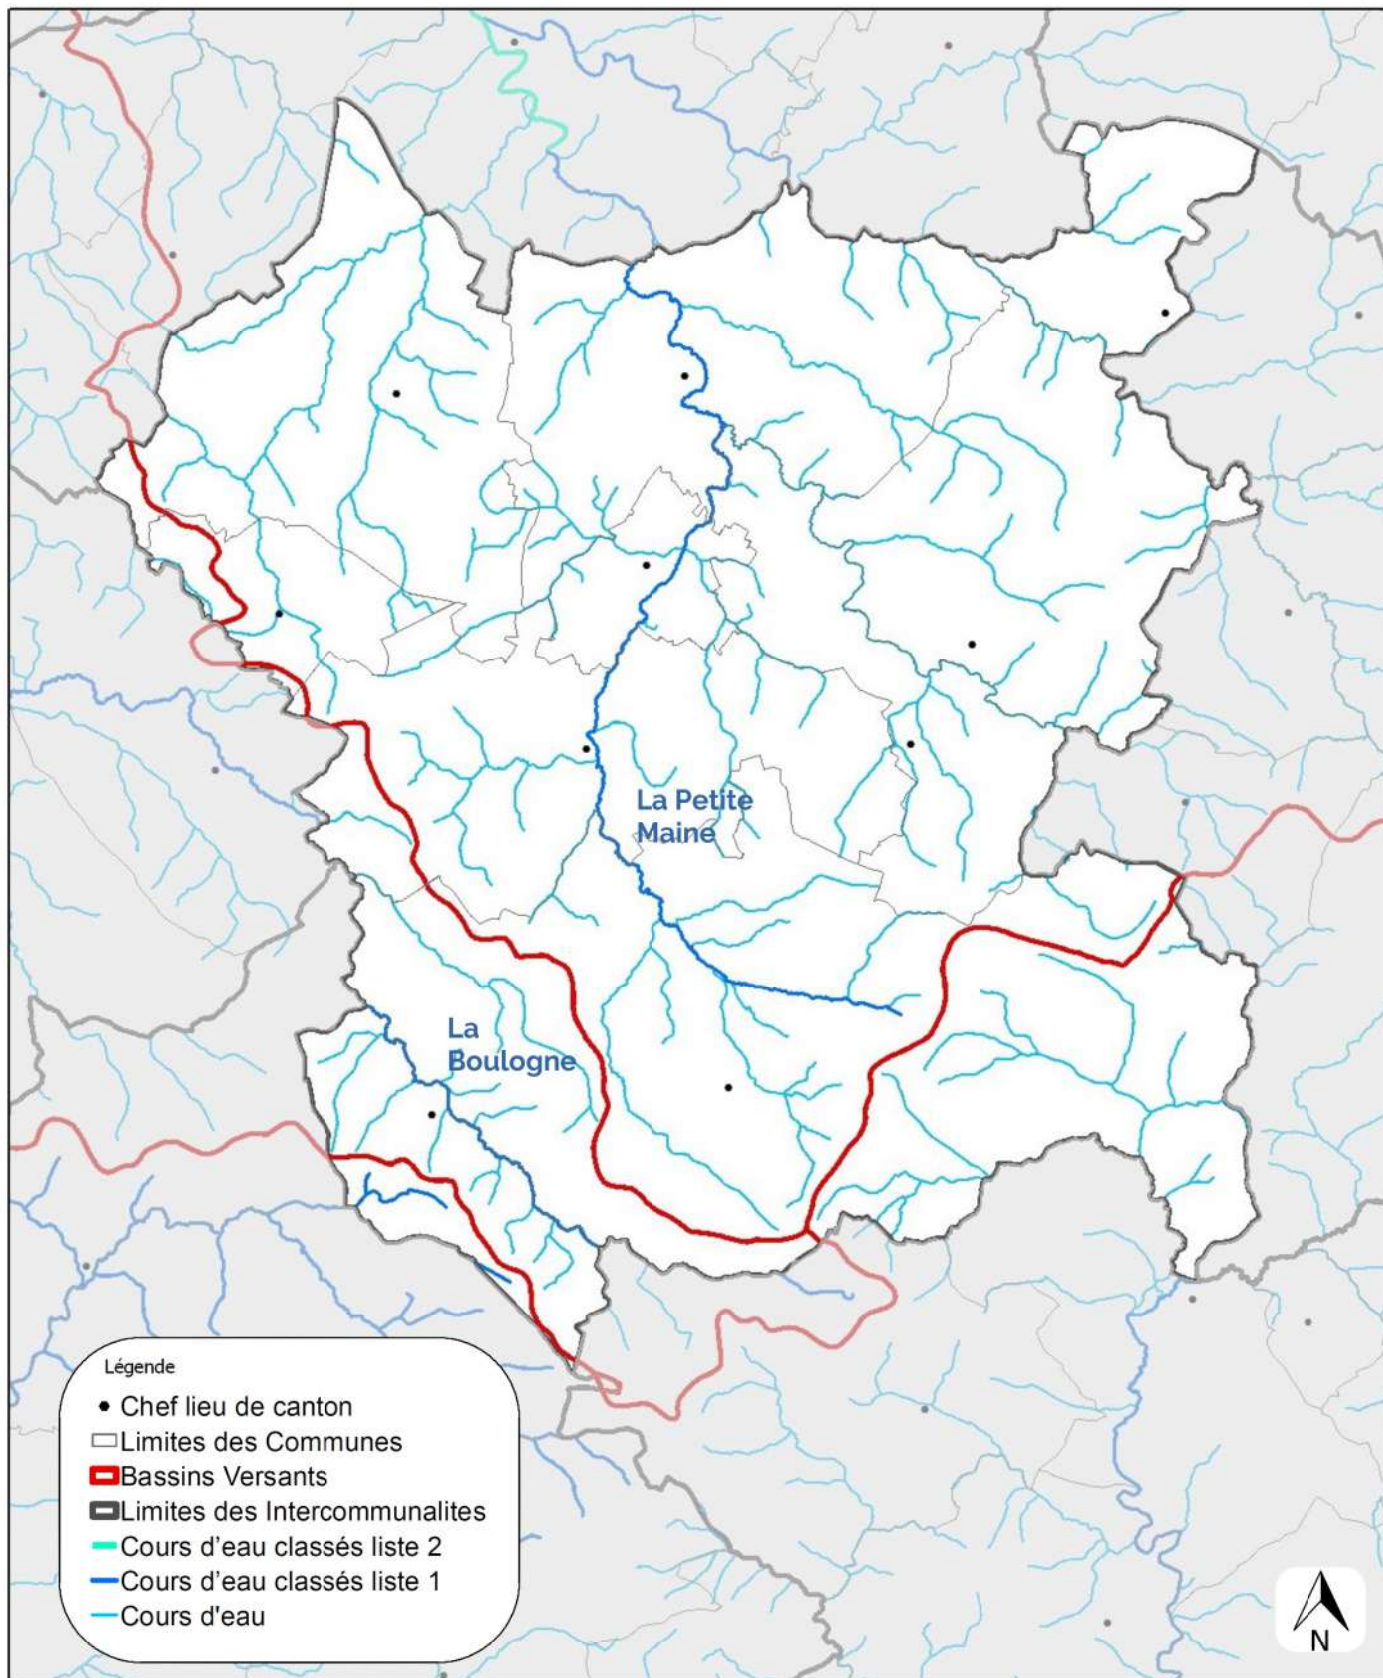 La Petite
Maine
La
Boulogne
Légende
Chef lieu de canton
Limites des Communes
Bassins Versants
Limites des Intercommunalites
Cours d'eau classés liste 2
Cours d'eau classés liste 1
Cours d'eau
N